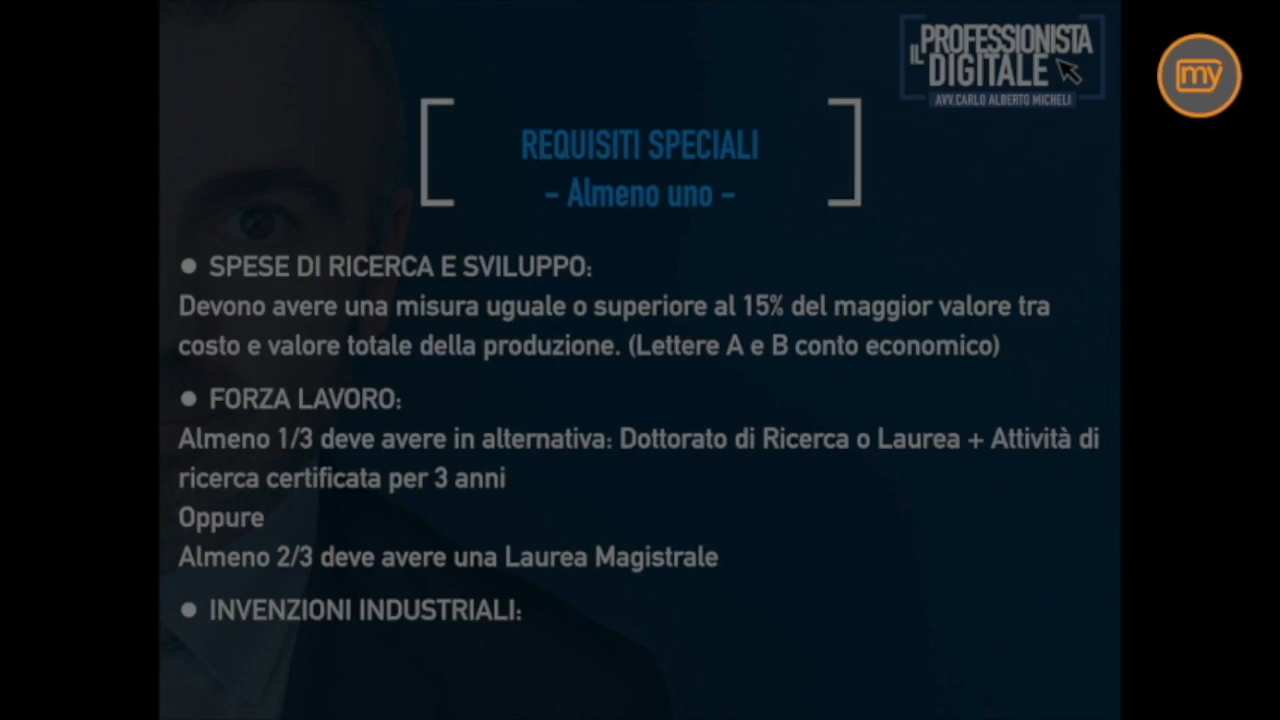 IL PROFESSIONISTA
DIGITALE
AVV.CARLO ALBERTO MICHELI
my
REQUISITI SPECIALI
- Almeno uno -
● SPESE DI RICERCA E SVILUPPO:
Devono avere una misura uguale o superiore al 15% del maggior valore tra
costo e valore totale della produzione. (Lettere A e B conto economico)
● FORZA LAVORO:
Almeno 1/3 deve avere in alternativa: Dottorato di Ricerca o Laurea + Attività di
ricerca certificata per 3 anni
Oppure
Almeno 2/3 deve avere una Laurea Magistrale
● INVENZIONI INDUSTRIALI: